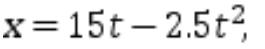 x = 15t − 2.5t²,